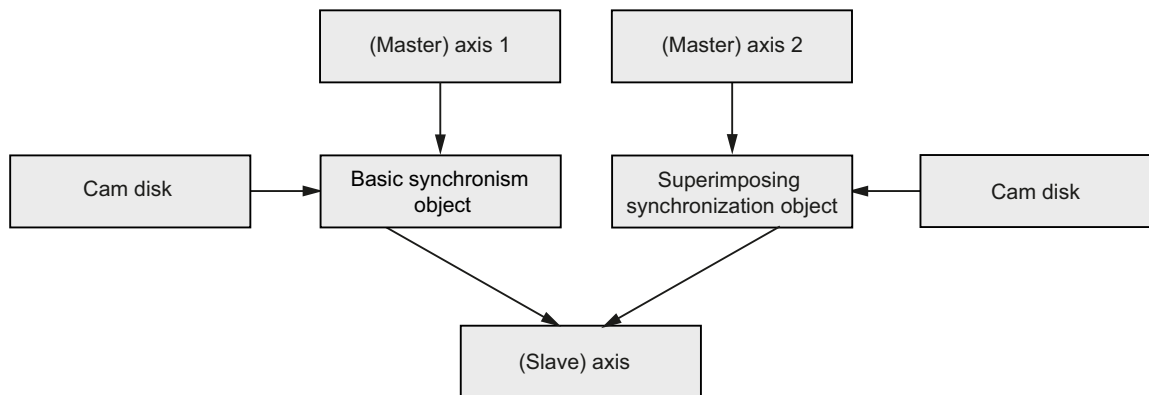 (Master) axis 1
(Master) axis 2
Cam disk
Basic synchronism
object
Superimposing
synchronization object
Cam disk
(Slave) axis